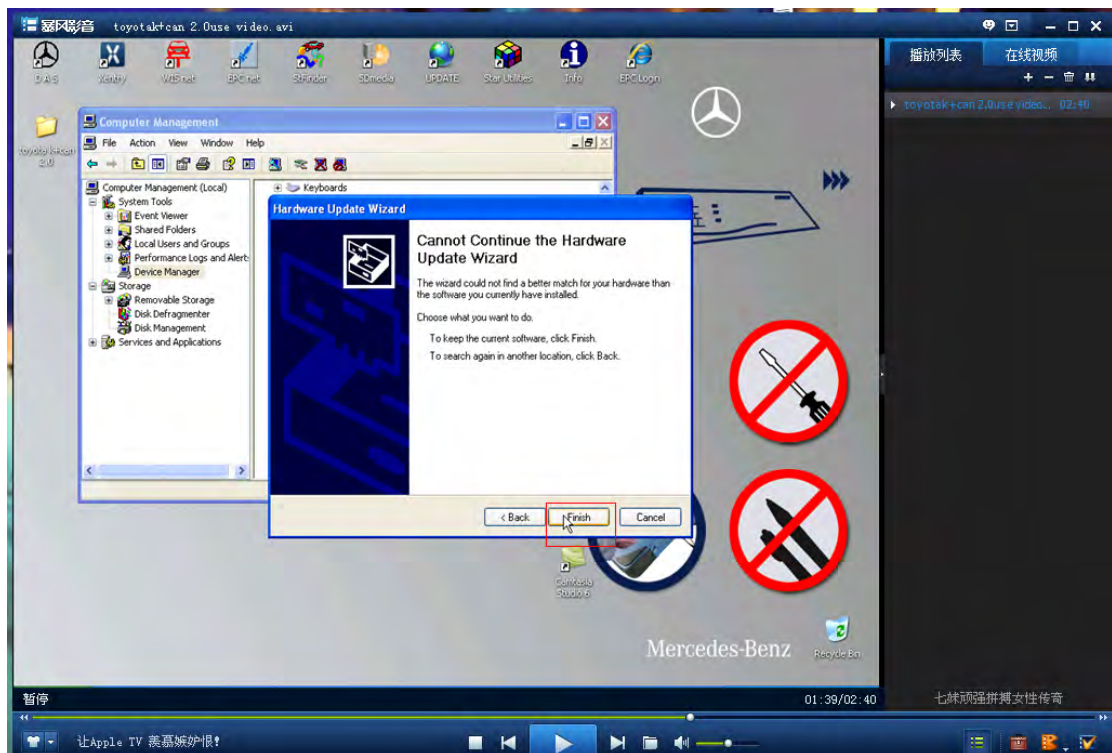 暴风影音 toyotak+can 2.0use video.avi
播放列表 在线视频
toyotak+can 2.0use video.. 02:40
DAS
Xentry
WIS net
EPC net
StFinder
SDmedia
UPDATE
Star Utilities
Info
EPC Login
toyota k+can 2.0
Computer Management
File Action View Window Help
Computer Management (Local)
System Tools
Event Viewer
Shared Folders
Local Users and Groups
Performance Logs and Alerts
Device Manager
Storage
Removable Storage
Disk Defragmenter
Disk Management
Services and Applications
Keyboards
Hardware Update Wizard
Cannot Continue the Hardware
Update Wizard
The wizard could not find a better match for your hardware than
the software you currently have installed.
Choose what you want to do.
To keep the current software, click Finish.
To search again in another location, click Back.
< Back Finish Cancel
Camtasia
Studio 6
Mercedes-Benz
Recycle Bin
暂停 01:39/02:40
七妹顽强拼搏女性传奇
让Apple TV 羡慕嫉妒恨!